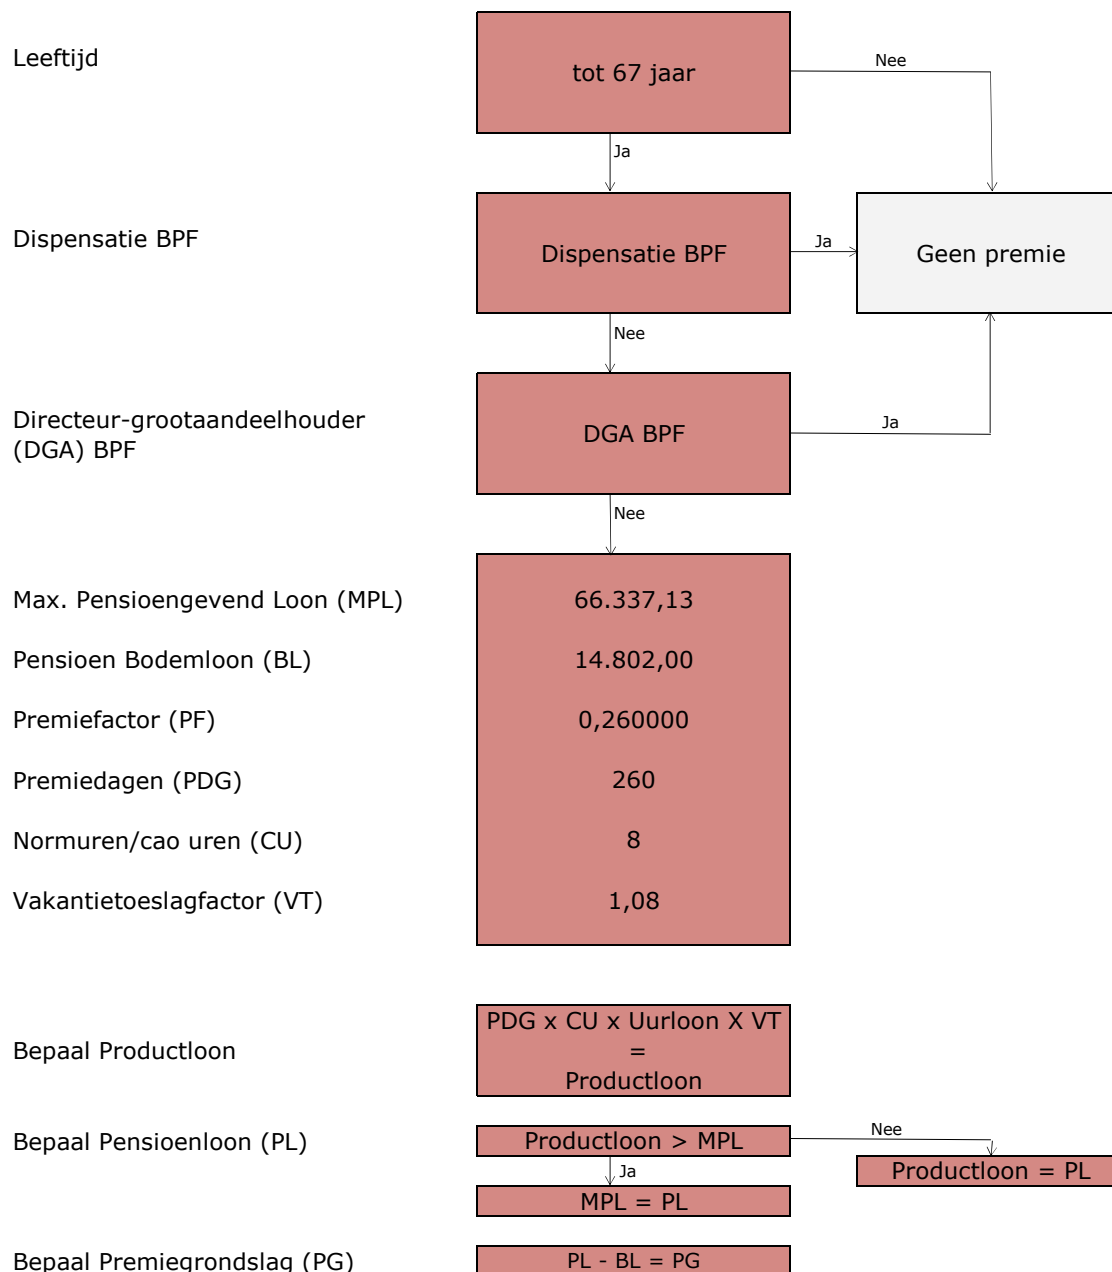 Leeftijd
tot 67 jaar
Nee
Ja
Dispensatie BPF
Dispensatie BPF
Ja
Geen premie
Nee
Directeur-grootaandeelhouder
(DGA) BPF
DGA BPF
Ja
Nee
Max. Pensioengevend Loon (MPL)
66.337,13
Pensioen Bodemloon (BL)
14.802,00
Premiefactor (PF)
0,260000
Premiedagen (PDG)
260
Normuren/cao uren (CU)
8
Vakantietoeslagfactor (VT)
1,08
Bepaal Productloon
PDG x CU x Uurloon X VT
=
Productloon
Bepaal Pensioenloon (PL)
Productloon > MPL
Nee
Productloon = PL
Ja
MPL = PL
Bepaal Premiegrondslag (PG)
PL - BL = PG